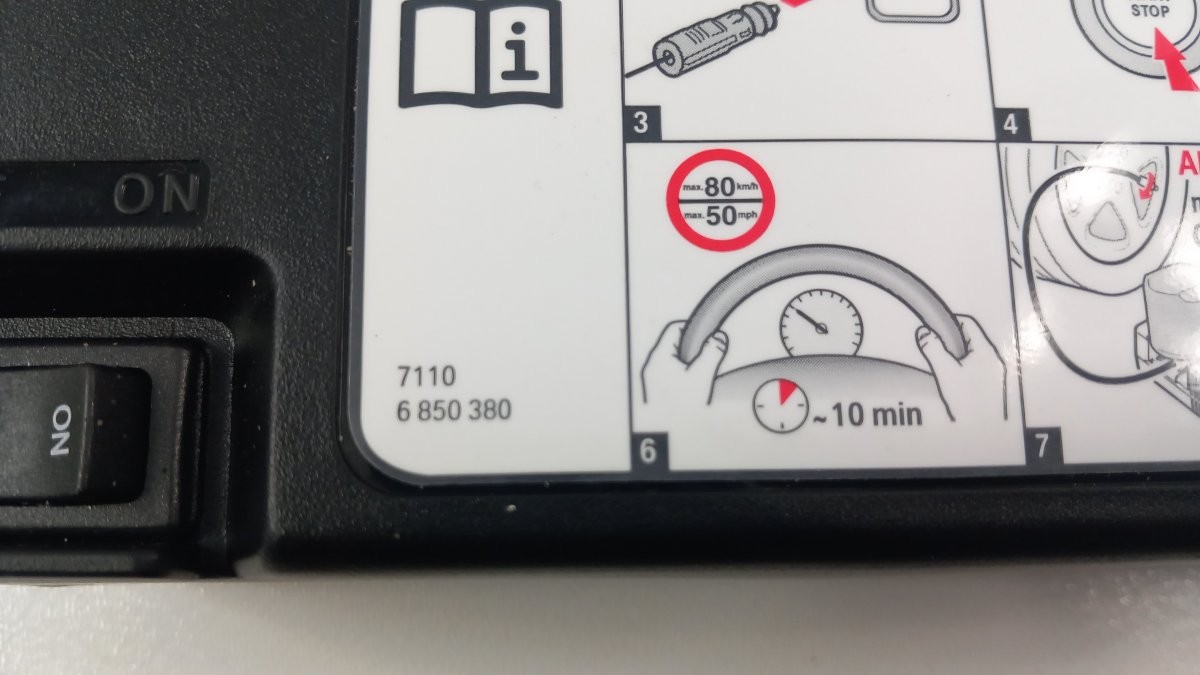 i
STOP
3
4
ON
max. 80 km/h
max. 50 mph
ON
7110
6 850 380
~10 min
6
7